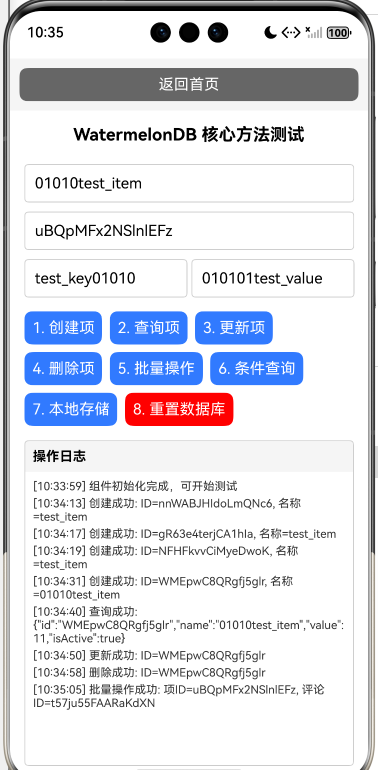 10:35
100
返回首页
WatermelonDB 核心方法测试
01010test_item
uBQpMFx2NSlnlEFz
test_key01010
010101test_value
1. 创建项
2. 查询项
3. 更新项
4. 删除项
5. 批量操作
6. 条件查询
7. 本地存储
8. 重置数据库
操作日志
[10:33:59] 组件初始化完成，可开始测试
[10:34:13] 创建成功: ID=nnWABJHIdoLmQNc6, 名称
=test_item
[10:34:17] 创建成功: ID=gR63e4terjCA1hIa, 名称=test_item
[10:34:19] 创建成功: ID=NFHFkvvCiMyeDwoK, 名称
=test_item
[10:34:31] 创建成功: ID=WMEpwC8QRgfj5glr, 名称
=01010test_item
[10:34:40] 查询成功:
{"id":"WMEpwC8QRgfj5glr","name":"01010test_item","value":
11,"isActive":true}
[10:34:50] 更新成功: ID=WMEpwC8QRgfj5glr
[10:34:58] 删除成功: ID=WMEpwC8QRgfj5glr
[10:35:05] 批量操作成功: 项ID=uBQpMFx2NSlnlEFz, 评论
ID=t57ju55FAARaKdXN